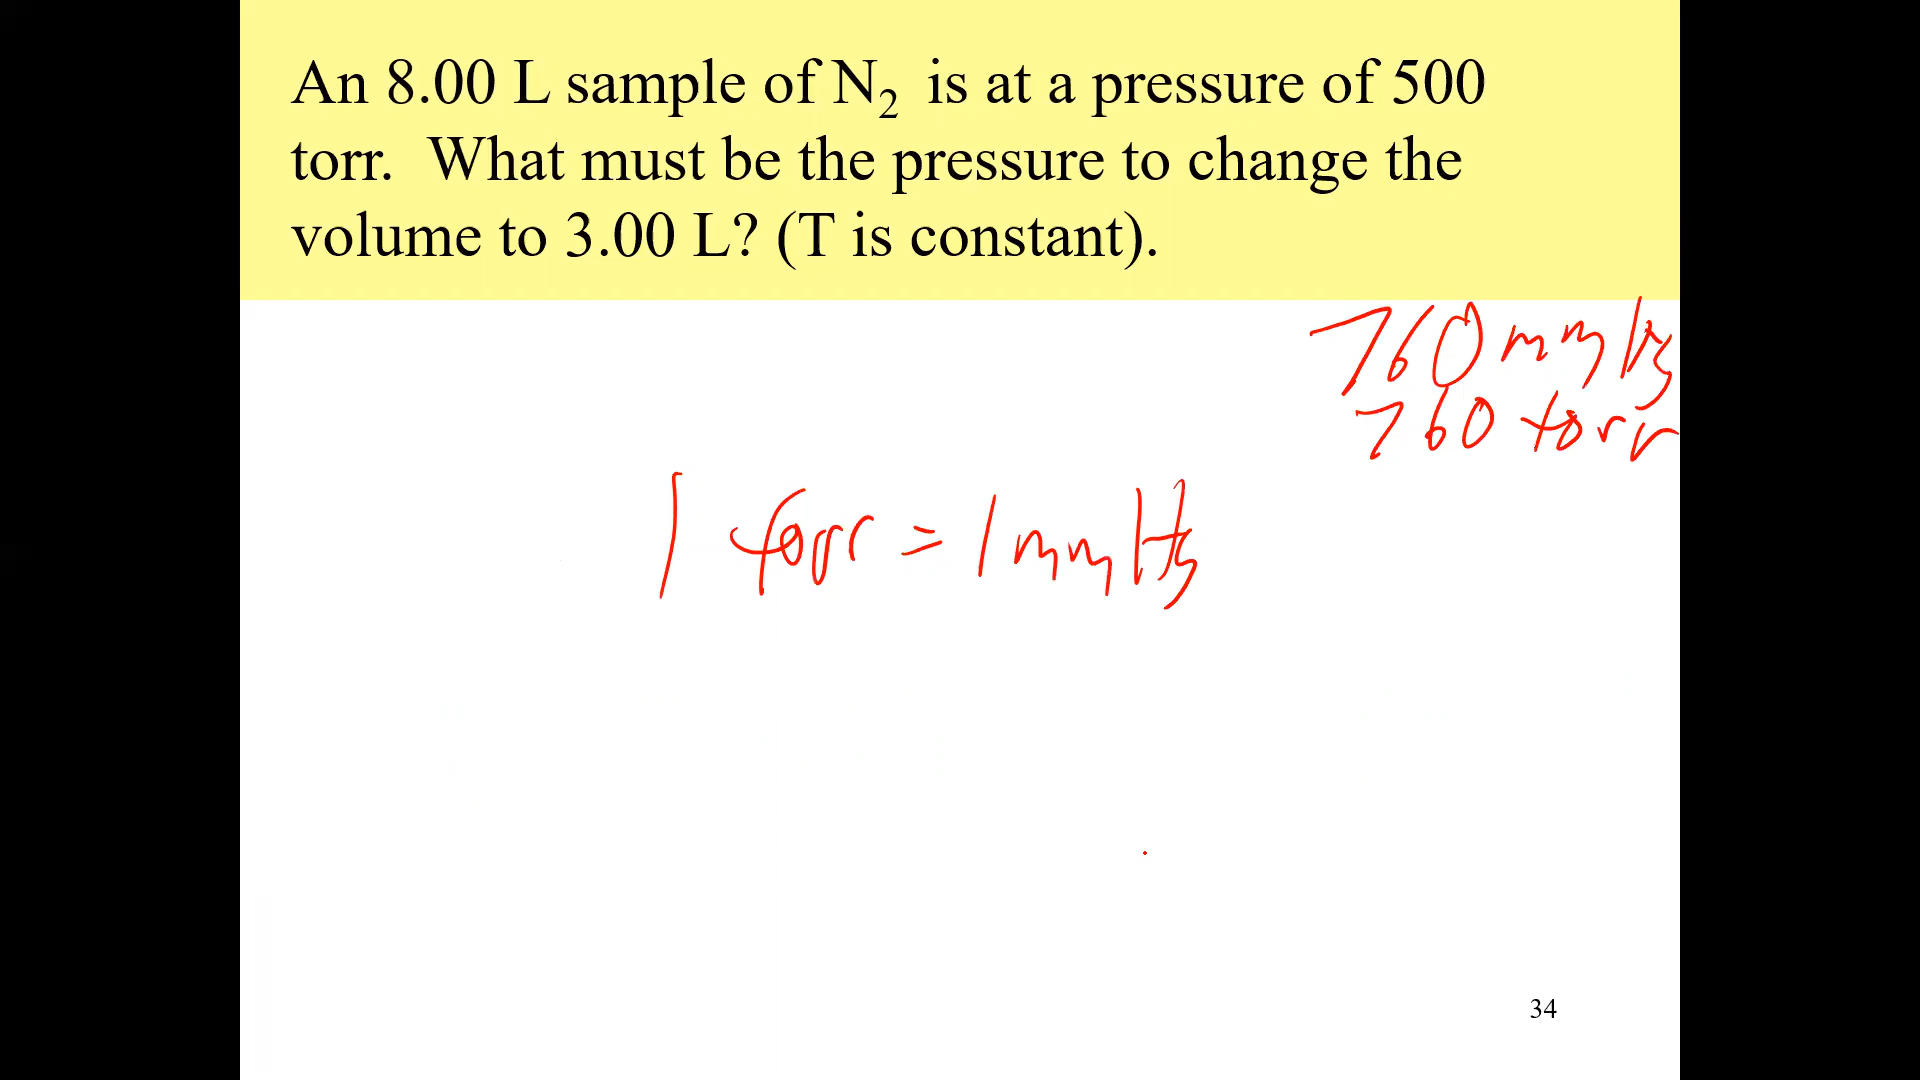 An 8.00 L sample of N₂ is at a pressure of 500
torr. What must be the pressure to change the
volume to 3.00 L? (T is constant).
760 mmHg
760 torr
1 torr = 1 mmHg
34